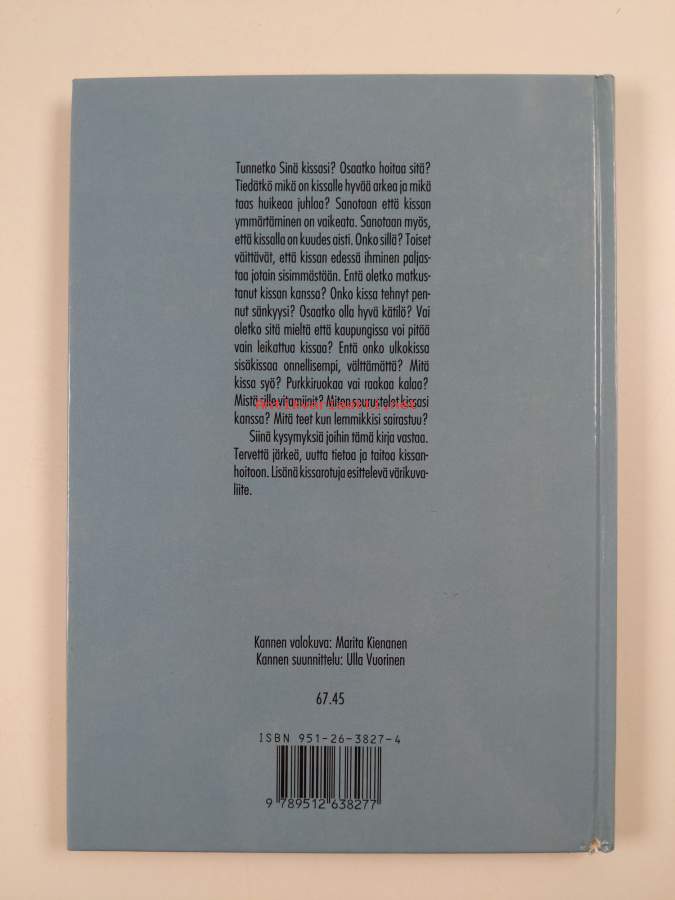 Tunnetko Sinä kissasi? Osaatko hoitaa sitä?
Tiedätkö mikä on kissalle hyvää arkea ja mikä
taas huikeaa juhlaa? Sanotaan että kissan
ymmärtäminen on vaikeata. Sanotaan myös,
että kissalla on kuudes aisti. Onko sillä? Toiset
väittävät, että kissan edessä ihminen paljas-
taa jotain sisimmästään. Entä oletko matkus-
tanut kissan kanssa? Onko kissa tehnyt pen-
nut sänkyysi? Osaatko olla hyvä kätilö? Vai
oletko sitä mieltä että kaupungissa voi pitää
vain leikattua kissaa? Entä onko ulkokissa
sisäkissaa onnellisempi, välttämättä? Mitä
kissa syö? Purkkiruokaa vai raakaa kalaa?
Mistä sille vitamiinit? Miten seurustelet kissasi
kanssa? Mitä teet kun lemmikkisi sairastuu?
Siinä kysymyksiä joihin tämä kirja vastaa.
Tervettä järkeä, uutta tietoa ja taitoa kissan-
hoitoon. Lisänä kissarotuja esittelevä värikuva-
liite.
Kannen valokuva: Marita Kienanen
Kannen suunnittelu: Ulla Vuorinen
67.45
ISBN 951-26-3827-4
9 789512 638277